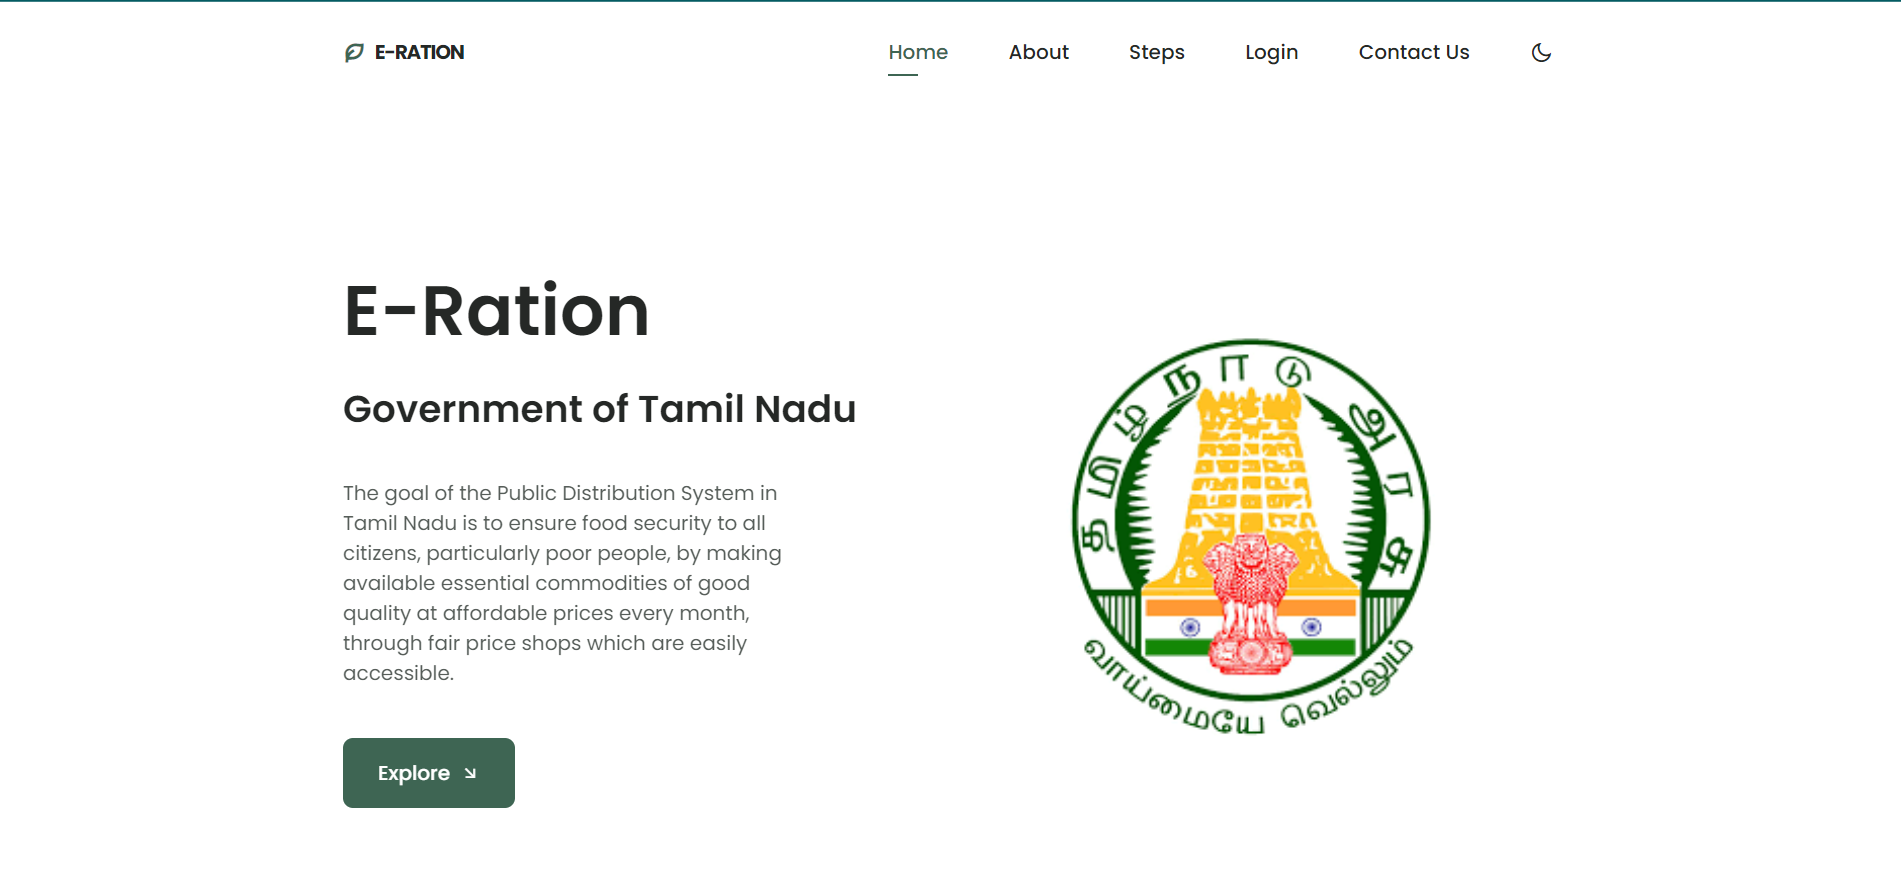 E-RATION
Home
About
Steps
Login
Contact Us
E-Ration
Government of Tamil Nadu
The goal of the Public Distribution System in
Tamil Nadu is to ensure food security to all
citizens, particularly poor people, by making
available essential commodities of good
quality at affordable prices every month,
through fair price shops which are easily
accessible.
Explore
தமிழ்நாடு அரசு
வாய்மையே வெல்லும்